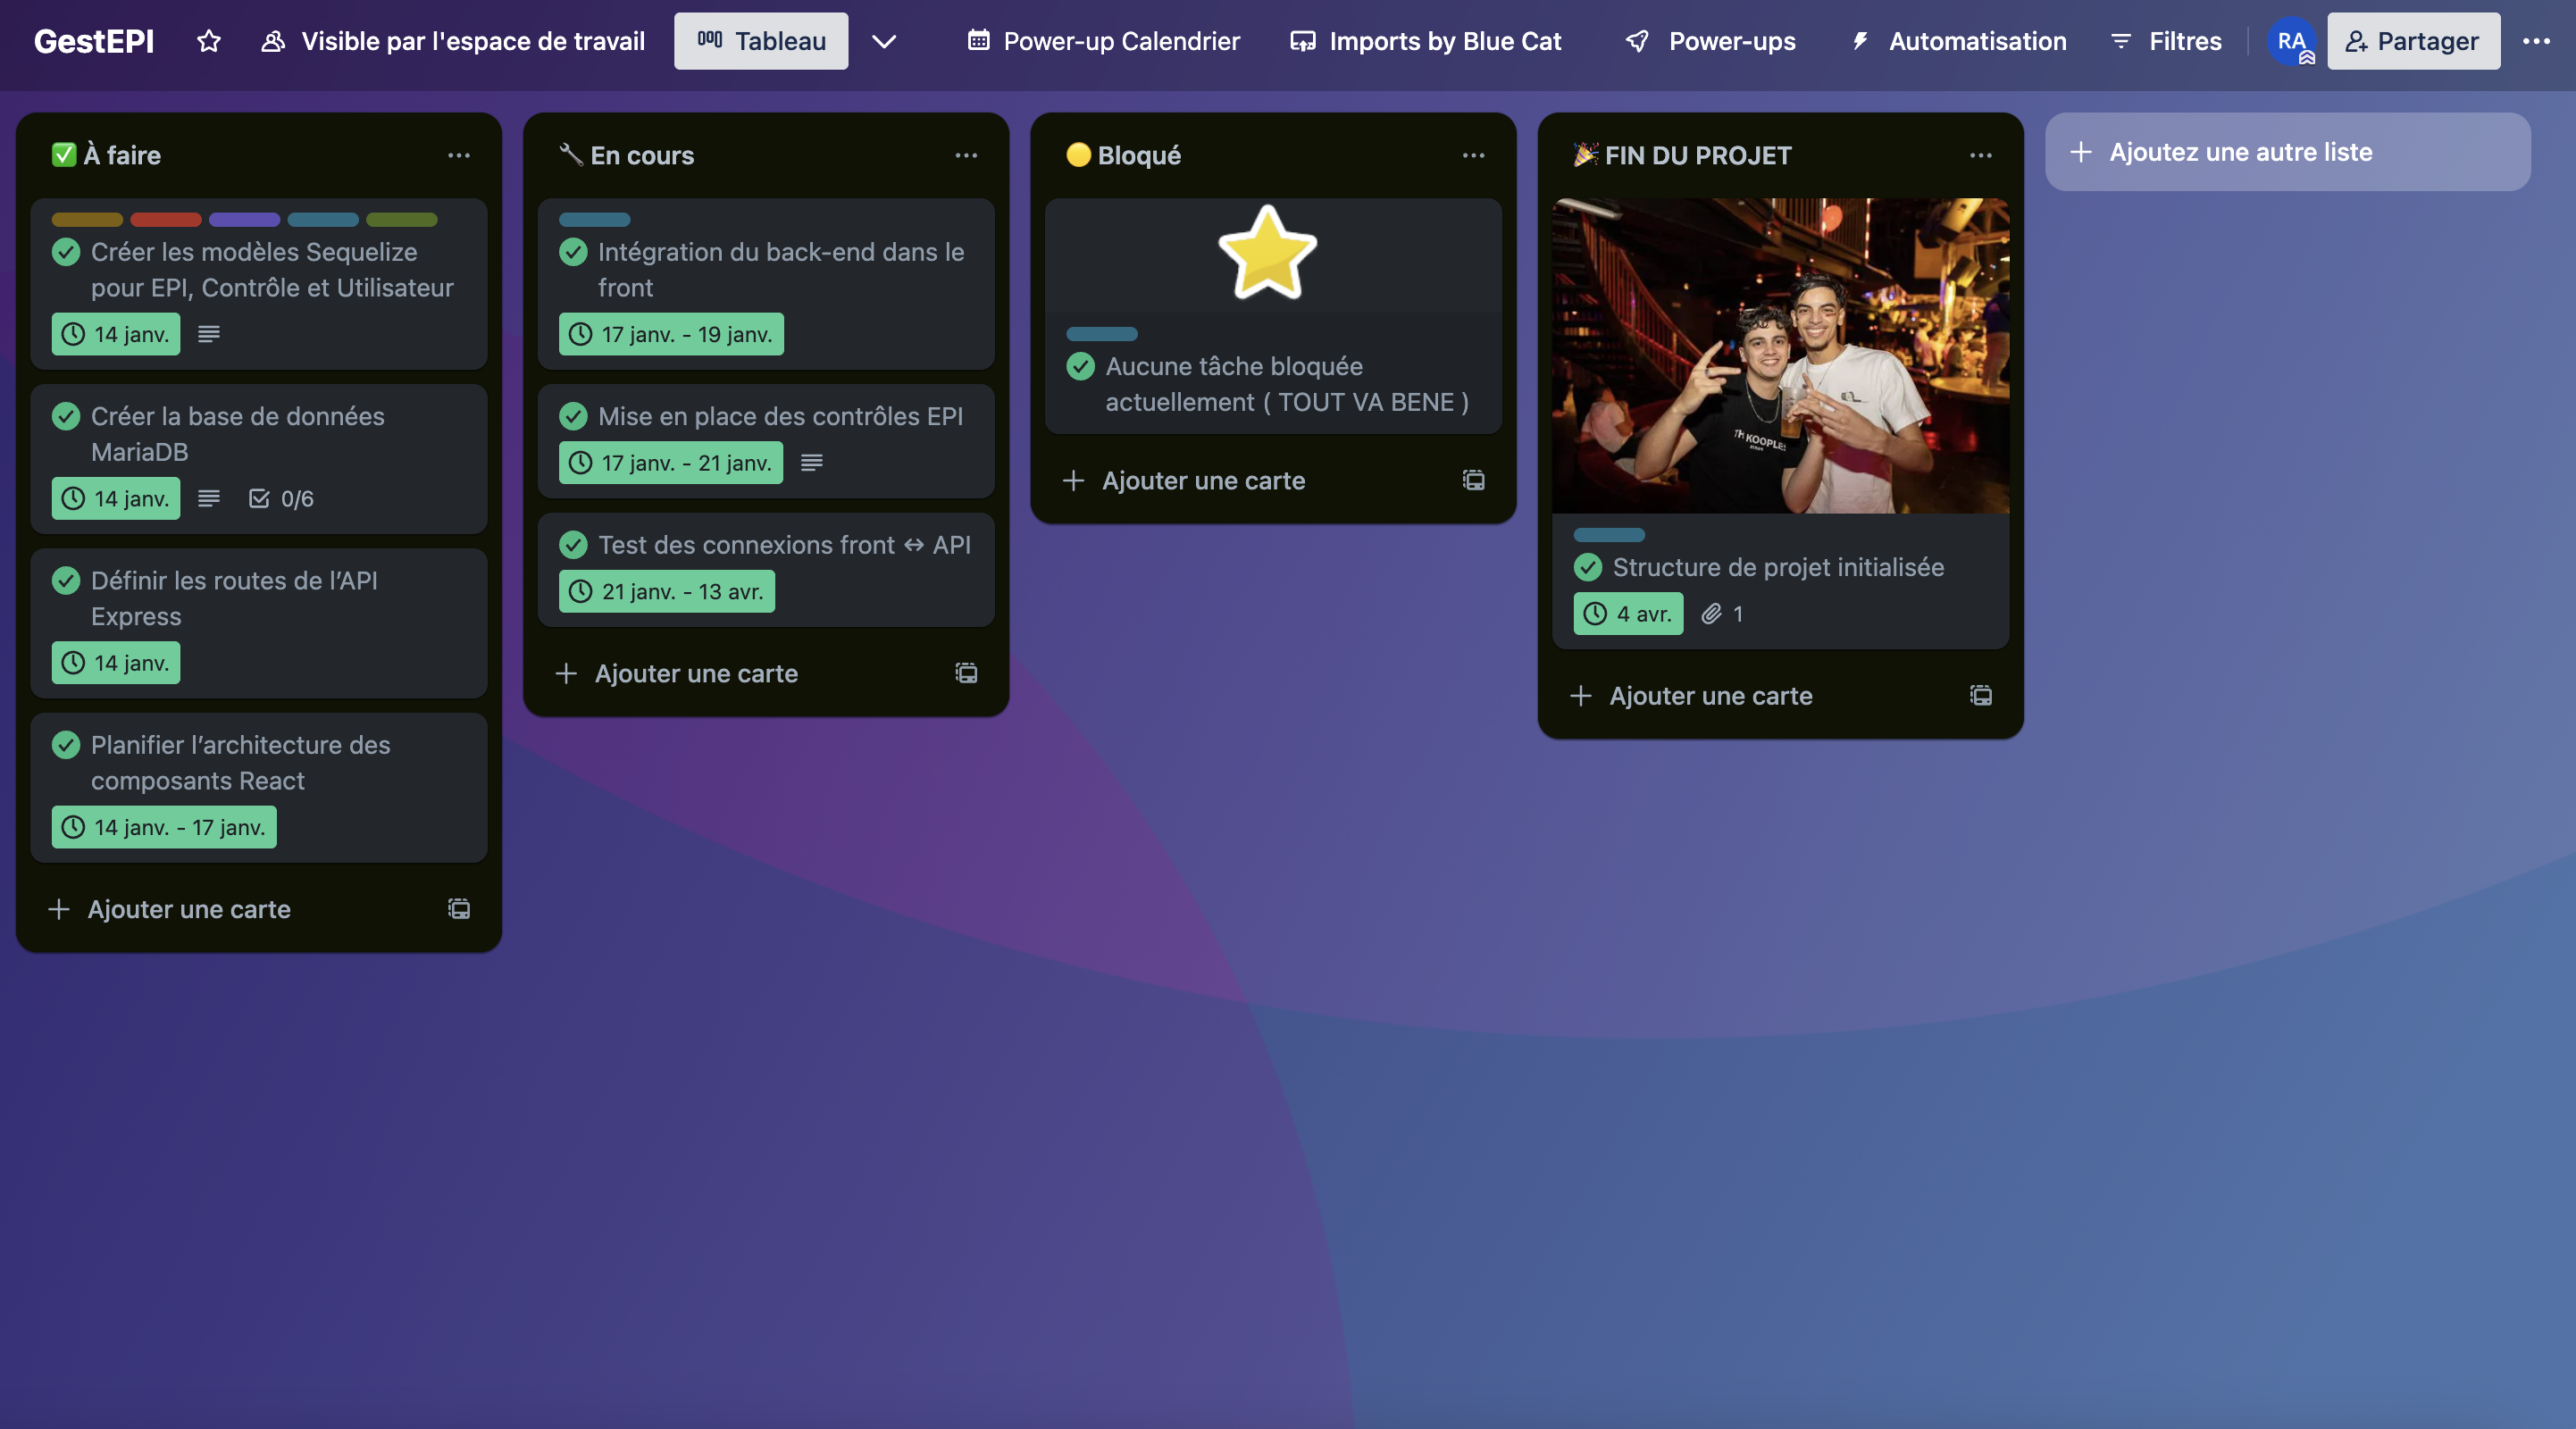 GestEPI
Visible par l'espace de travail
Tableau
Power-up Calendrier
Imports by Blue Cat
Power-ups
Automatisation
Filtres
RA
Partager
✅ À faire
Créer les modèles Sequelize
pour EPI, Contrôle et Utilisateur
14 janv.
Créer la base de données
MariaDB
14 janv.
0/6
Définir les routes de l’API
Express
14 janv.
Planifier l’architecture des
composants React
14 janv. - 17 janv.
Ajouter une carte
🔧 En cours
Intégration du back-end dans le
front
17 janv. - 19 janv.
Mise en place des contrôles EPI
17 janv. - 21 janv.
Test des connexions front ↔ API
21 janv. - 13 avr.
Ajouter une carte
🟡 Bloqué
Aucune tâche bloquée
actuellement ( TOUT VA BENE )
Ajouter une carte
🎉 FIN DU PROJET
THE KOOPLES
Structure de projet initialisée
4 avr.
1
Ajouter une carte
Ajoutez une autre liste